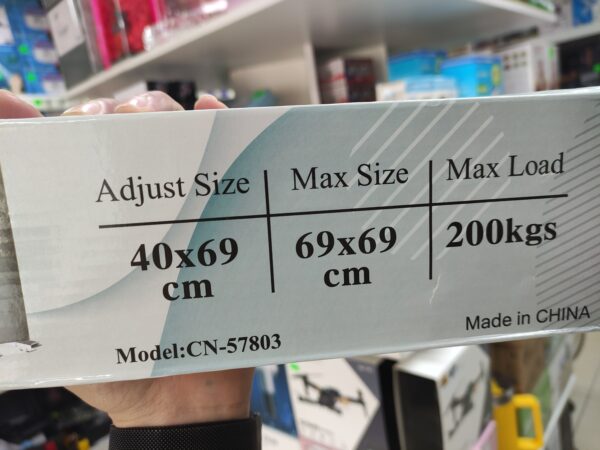 Adjust Size Max Size Max Load
40x69 69x69 200kgs
cm cm
Model:CN-57803
Made in CHINA